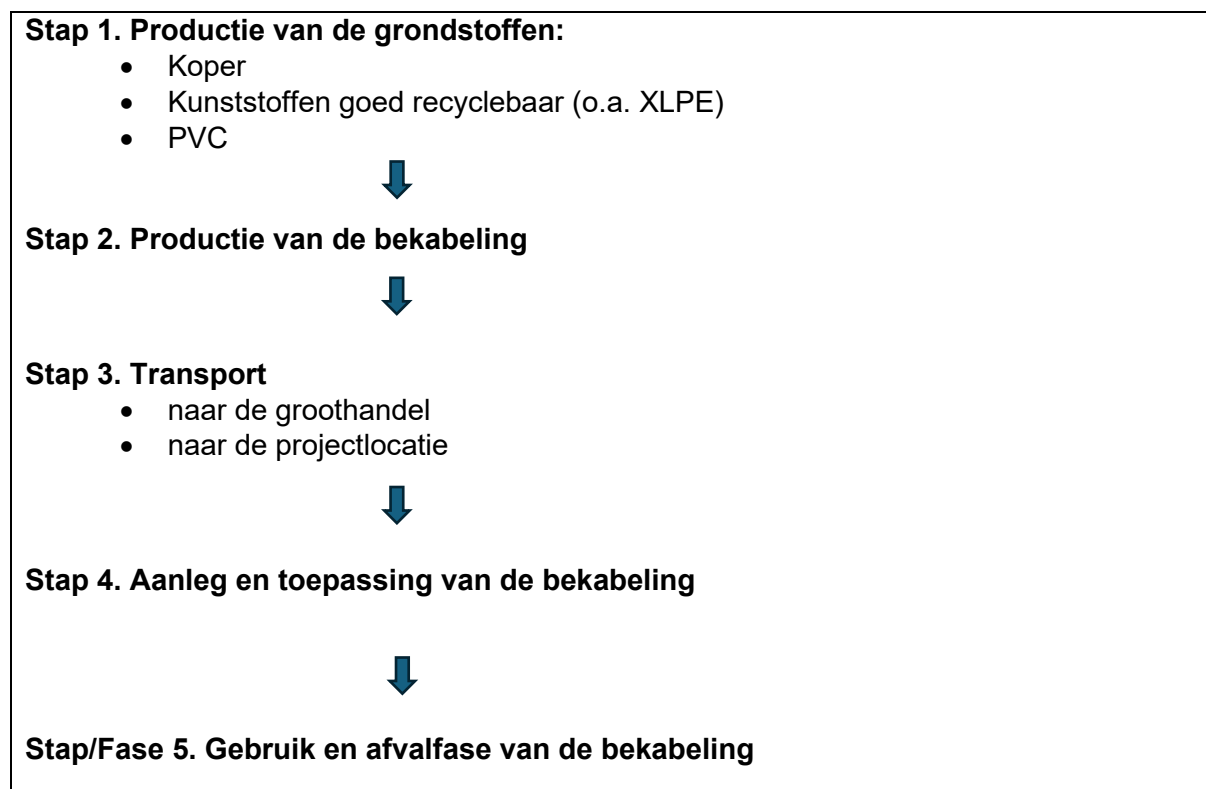 Stap 1. Productie van de grondstoffen:
• Koper
• Kunststoffen goed recyclebaar (o.a. XLPE)
• PVC
Stap 2. Productie van de bekabeling
Stap 3. Transport
• naar de groothandel
• naar de projectlocatie
Stap 4. Aanleg en toepassing van de bekabeling
Stap/Fase 5. Gebruik en afvalfase van de bekabeling